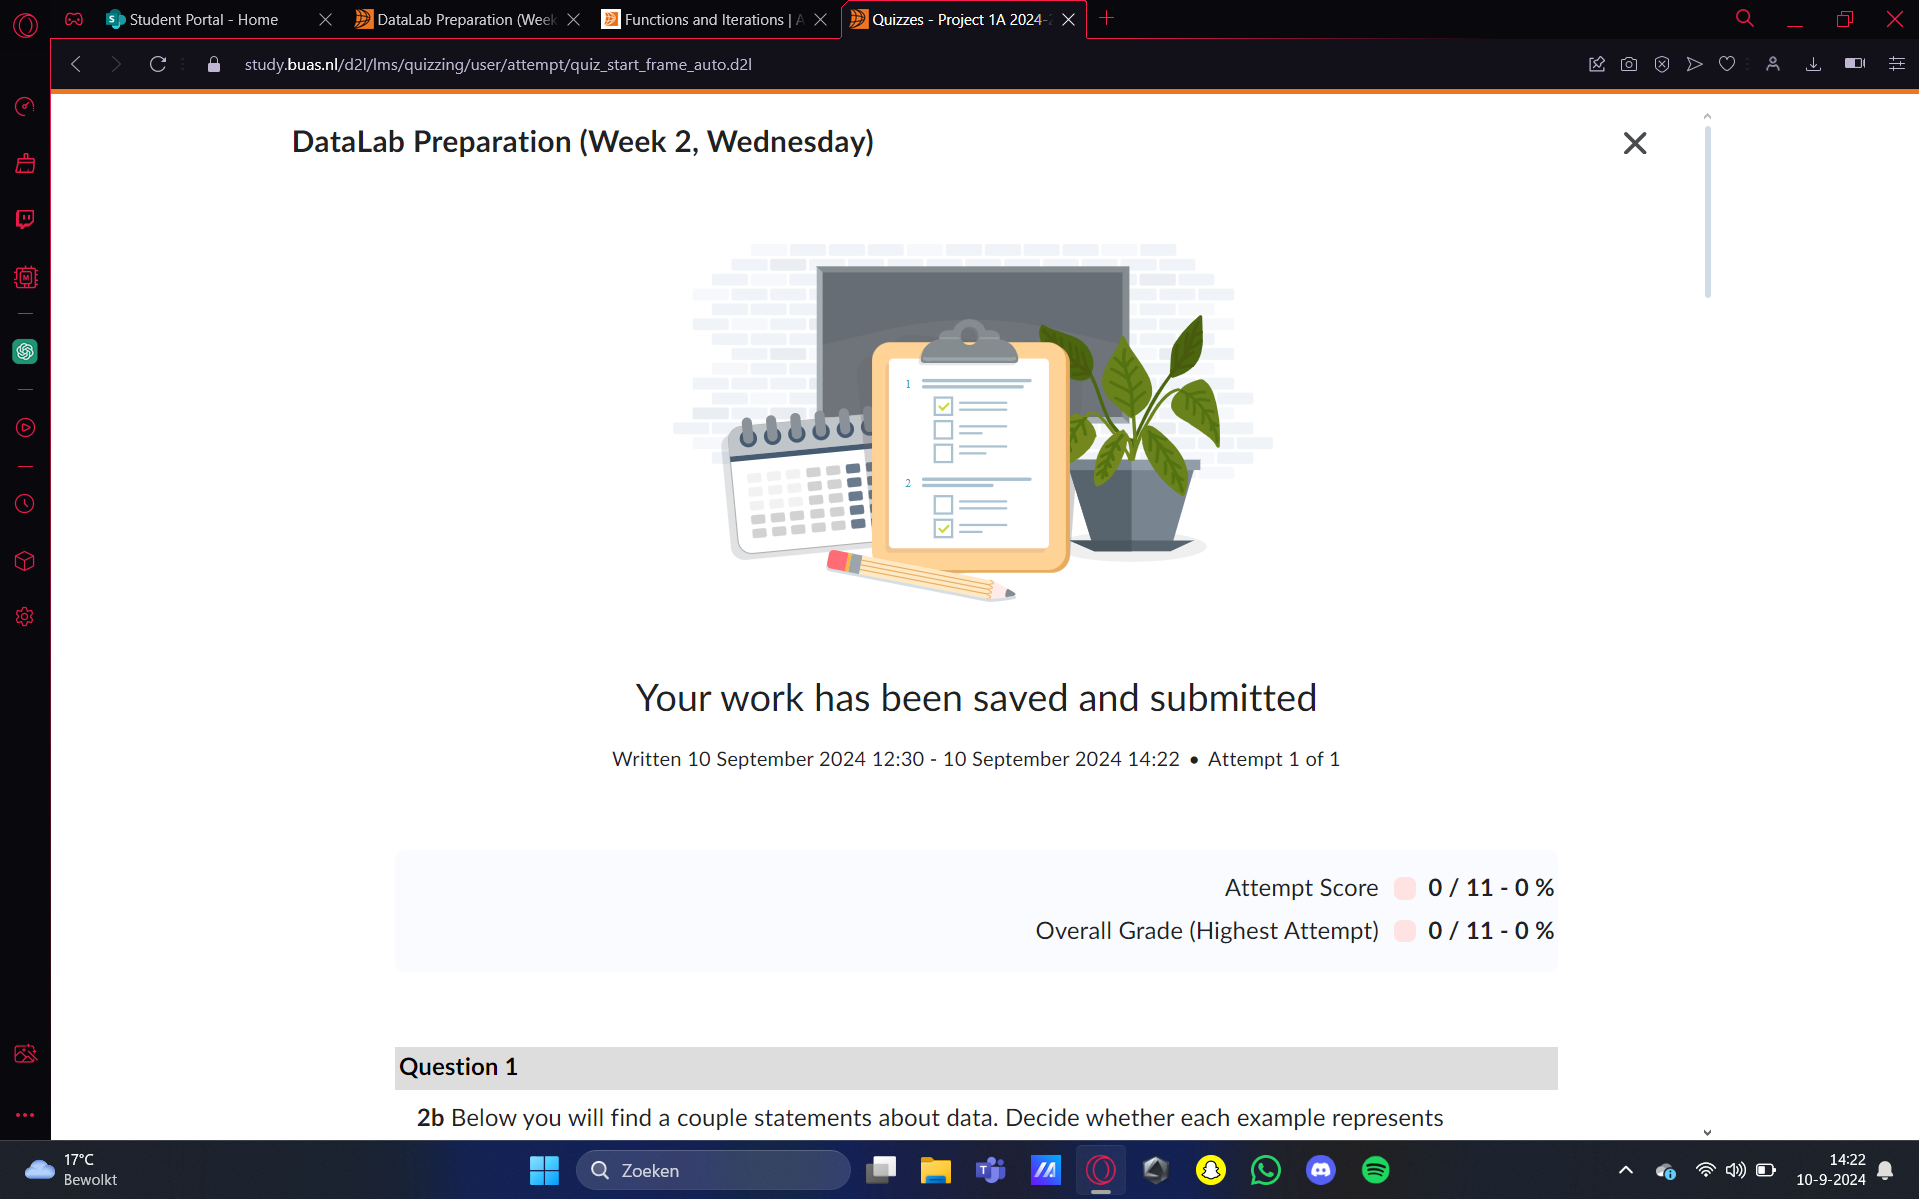 Student Portal - Home
DataLab Preparation (Week
Functions and Iterations | A
Quizzes - Project 1A 2024-2
study.buas.nl/d2l/lms/quizzing/user/attempt/quiz_start_frame_auto.d2l
DataLab Preparation (Week 2, Wednesday)
1
2
Your work has been saved and submitted
Written 10 September 2024 12:30 - 10 September 2024 14:22 • Attempt 1 of 1
Attempt Score 0 / 11 - 0 %
Overall Grade (Highest Attempt) 0 / 11 - 0 %
Question 1
2b Below you will find a couple statements about data. Decide whether each example represents
17°C
Bewolkt
Zoeken
14:22
10-9-2024